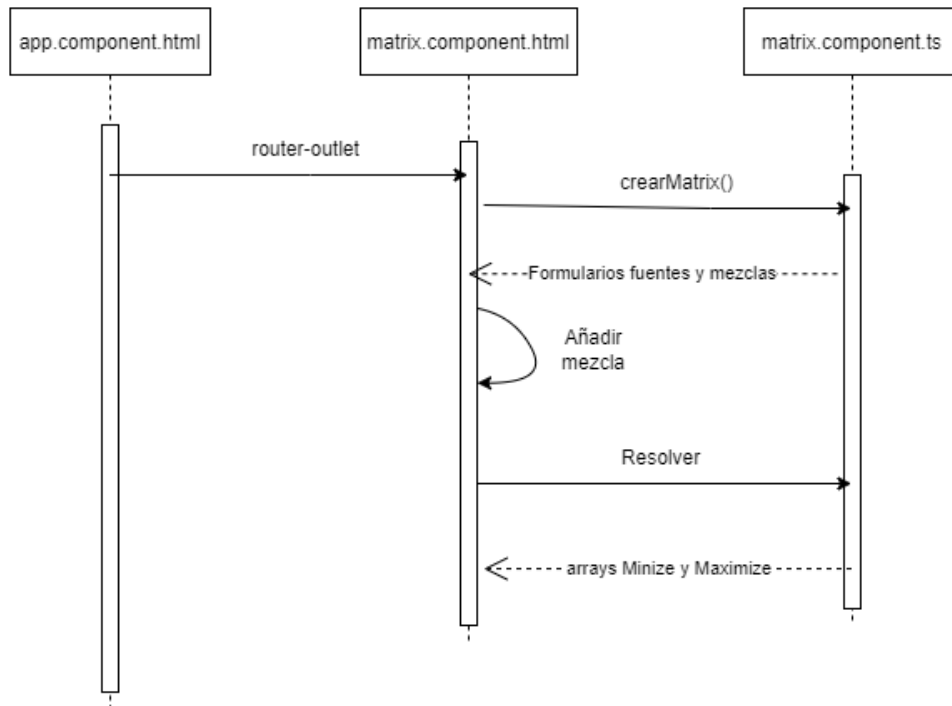 app.component.html
matrix.component.html
matrix.component.ts
router-outlet
crearMatrix()
Formularios fuentes y mezclas
Añadir
mezcla
Resolver
arrays Minize y Maximize